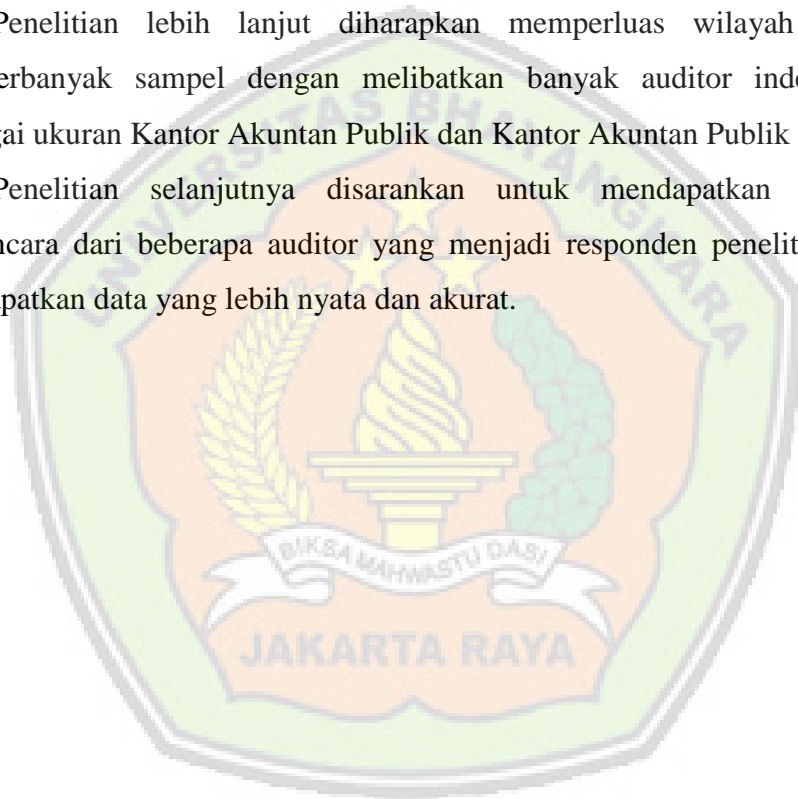 Penelitian lebih lanjut diharapkan memperluas wilayah
erbanyak sampel dengan melibatkan banyak auditor inde
gai ukuran Kantor Akuntan Publik dan Kantor Akuntan Publik
Penelitian selanjutnya disarankan untuk mendapatkan
ncara dari beberapa auditor yang menjadi responden penelit
patkan data yang lebih nyata dan akurat.
UNIVERSITAS BHAYANGKARA
BIKSA MAHWASTU DASI
JAKARTA RAYA